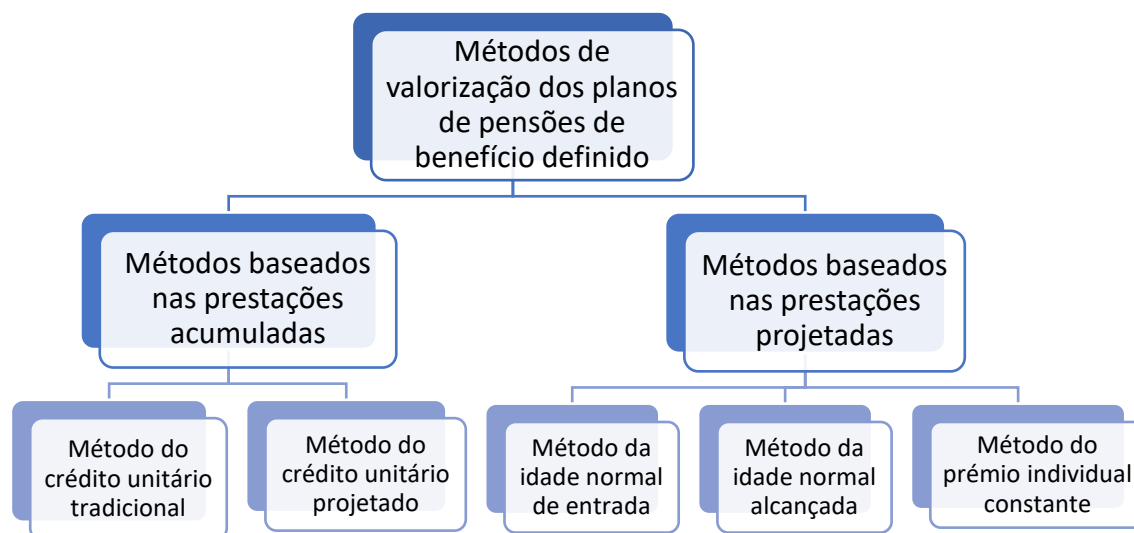 Métodos de
valorização dos planos
de pensões de
benefício definido
Métodos baseados
nas prestações
acumuladas
Métodos baseados
nas prestações
projetadas
Método do
crédito unitário
tradicional
Método do
crédito unitário
projetado
Método da
idade normal
de entrada
Método da
idade normal
alcançada
Método do
prémio individual
constante